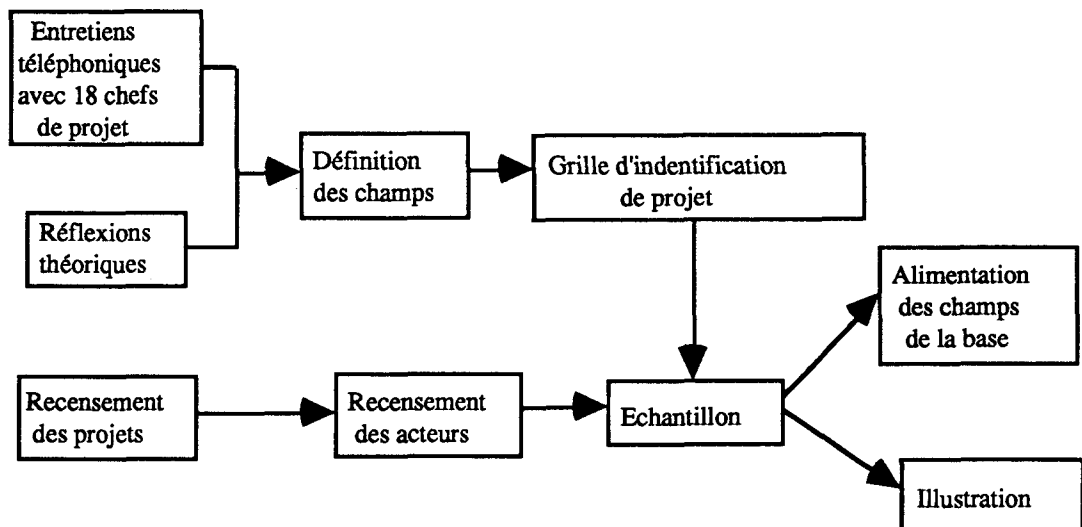 Entretiens
téléphoniques
avec 18 chefs
de projet
Réflexions
théoriques
Définition
des champs
Grille d'indentification
de projet
Alimentation
des champs
de la base
Recensement
des projets
Recensement
des acteurs
Echantillon
Illustration